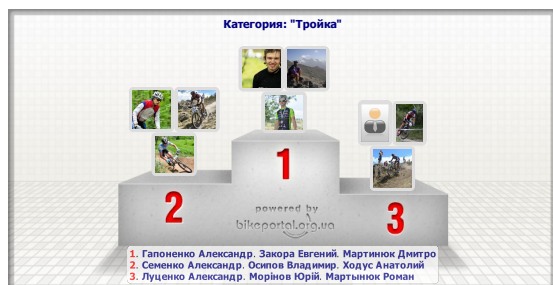 Категория: "Тройка"
1
2
3
powered by
bikeportal.org.ua
1. Гапоненко Александр. Закора Евгений. Мартинюк Дмитро
2. Семенко Александр. Осипов Владимир. Ходус Анатолий
3. Луценко Александр. Морінов Юрій. Мартынюк Роман